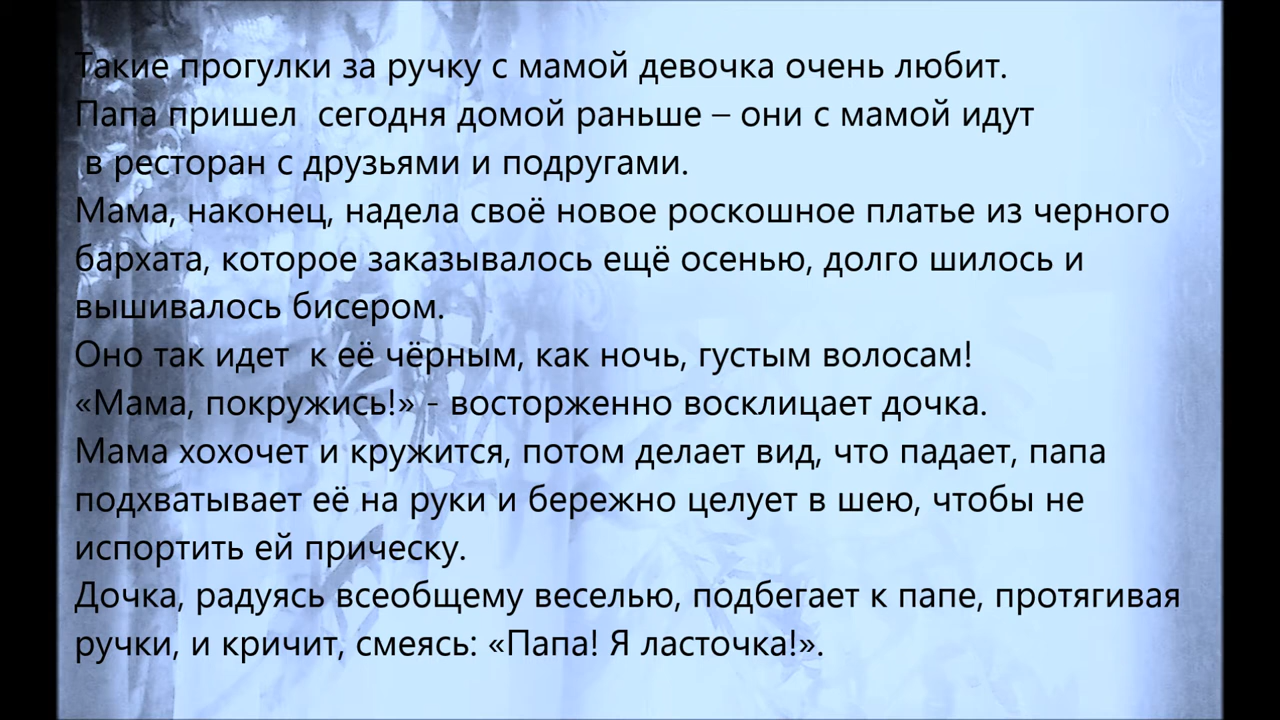 Такие прогулки за ручку с мамой девочка очень любит.
Папа пришел  сегодня домой раньше – они с мамой идут
в ресторан с друзьями и подругами.
Мама, наконец, надела своё новое роскошное платье из черного
бархата, которое заказывалось ещё осенью, долго шилось и
вышивалось бисером.
Оно так идет  к её чёрным, как ночь, густым волосам!
«Мама, покружись!» - восторженно восклицает дочка.
Мама хохочет и кружится, потом делает вид, что падает, папа
подхватывает её на руки и бережно целует в шею, чтобы не
испортить ей прическу.
Дочка, радуясь всеобщему веселью, подбегает к папе, протягивая
ручки, и кричит, смеясь: «Папа! Я ласточка!».